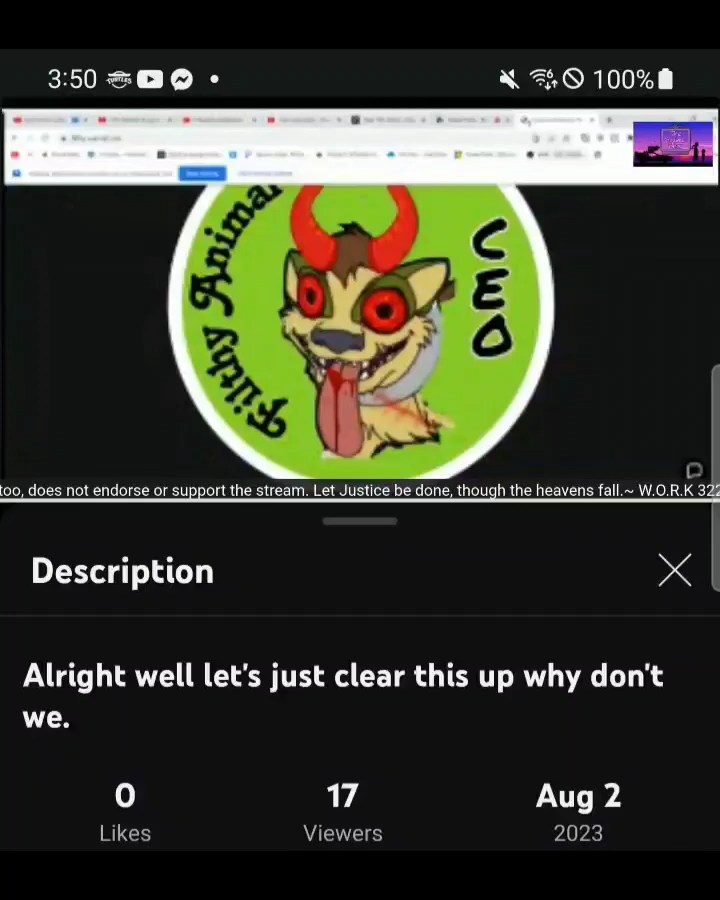 3:50
100%
Filthy Animal
CEO
too, does not endorse or support the stream. Let Justice be done, though the heavens fall.~ W.O.R.K 322
Description
Alright well let's just clear this up why don't
we.
0
17
Aug 2
Likes
Viewers
2023